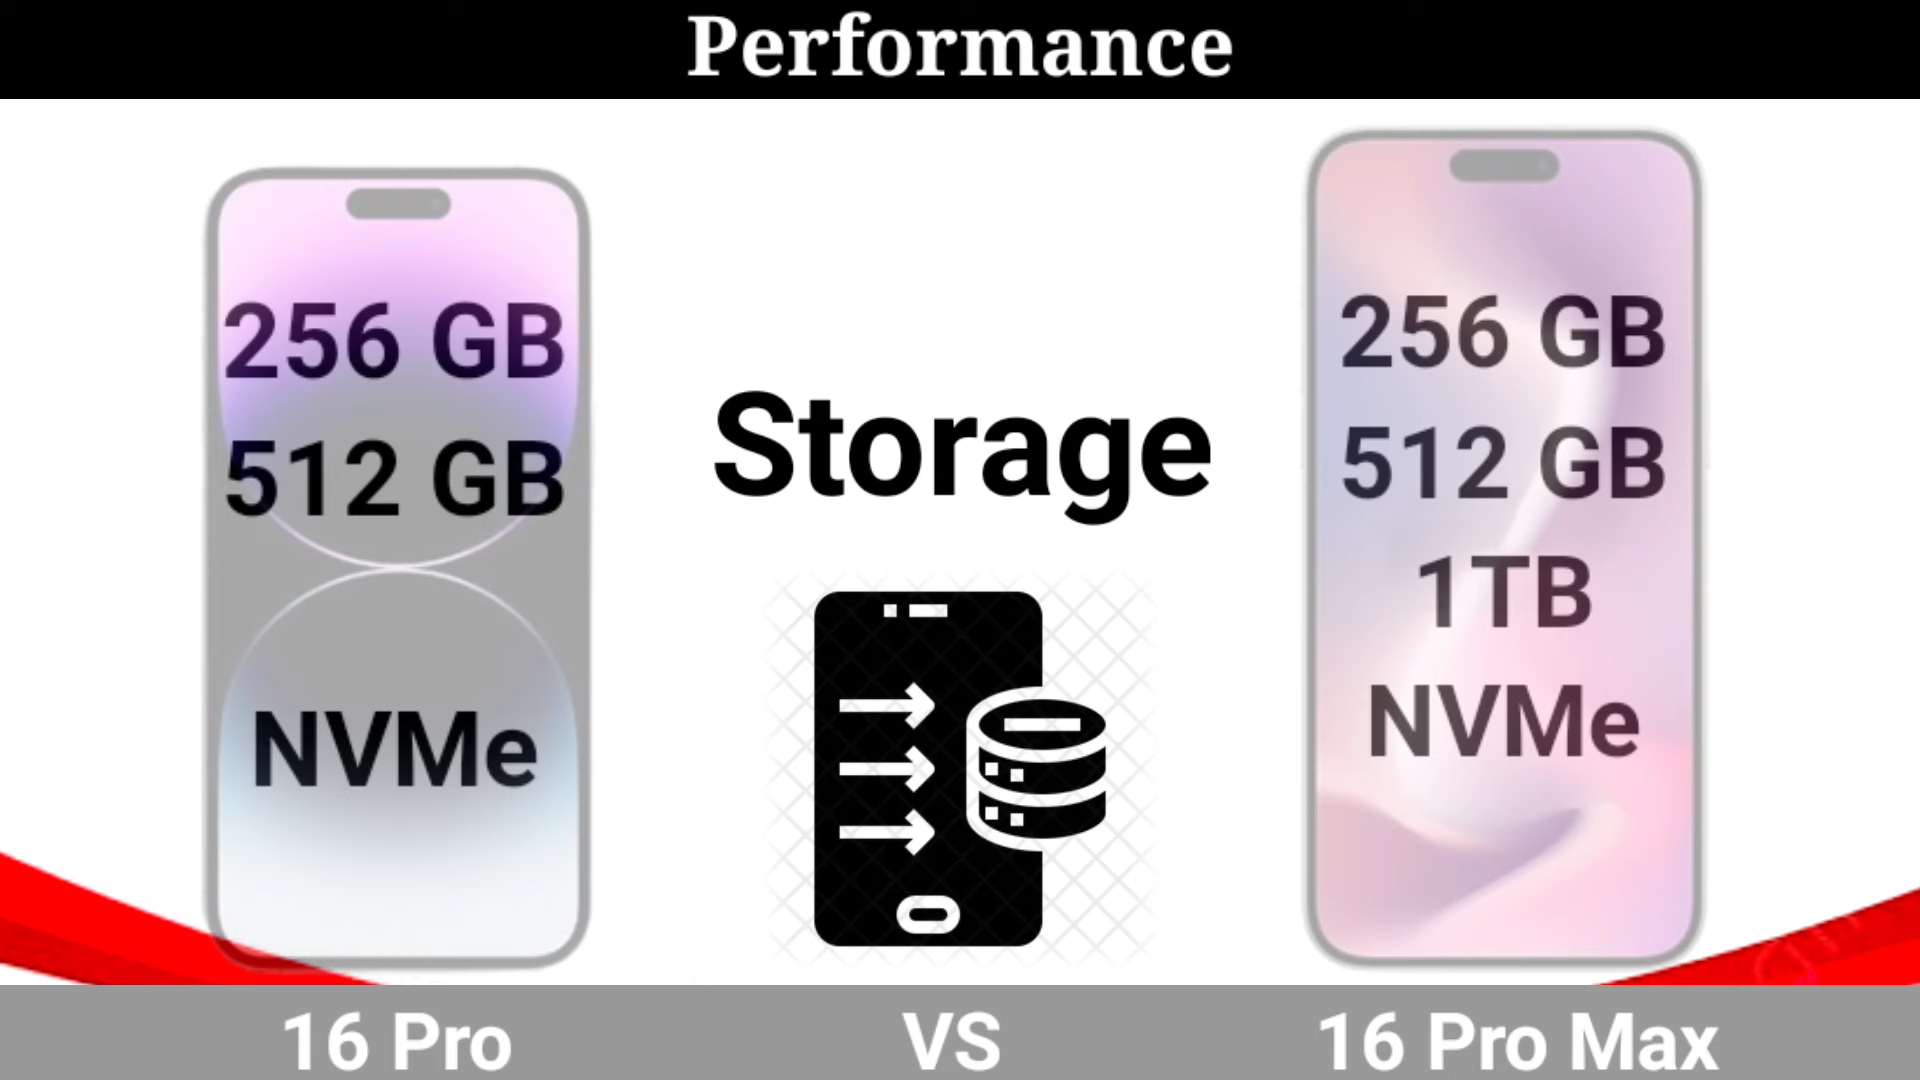 Performance
256 GB
512 GB
NVMe
Storage
256 GB
512 GB
1TB
NVMe
16 Pro
VS
16 Pro Max